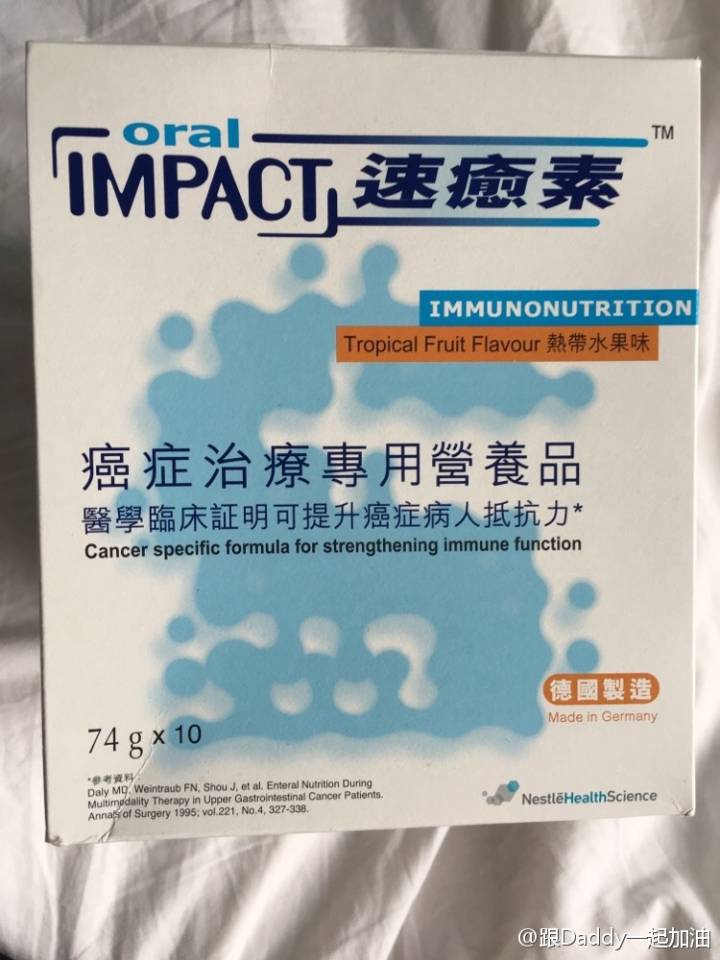 oral
IMPACT 速癒素 ™
IMMUNONUTRITION
Tropical Fruit Flavour 熱帶水果味
癌症治療專用營養品
醫學臨床証明可提升癌症病人抵抗力*
Cancer specific formula for strengthening immune function
德國製造
Made in Germany
74 g x 10
*參考資料
Daly MD, Weintraub FN, Shou J, et al. Enteral Nutrition During
Multimodality Therapy in Upper Gastrointestinal Cancer Patients.
Annals of Surgery 1995; vol.221, No.4, 327-338.
NestléHealthScience
@跟Daddy一起加油